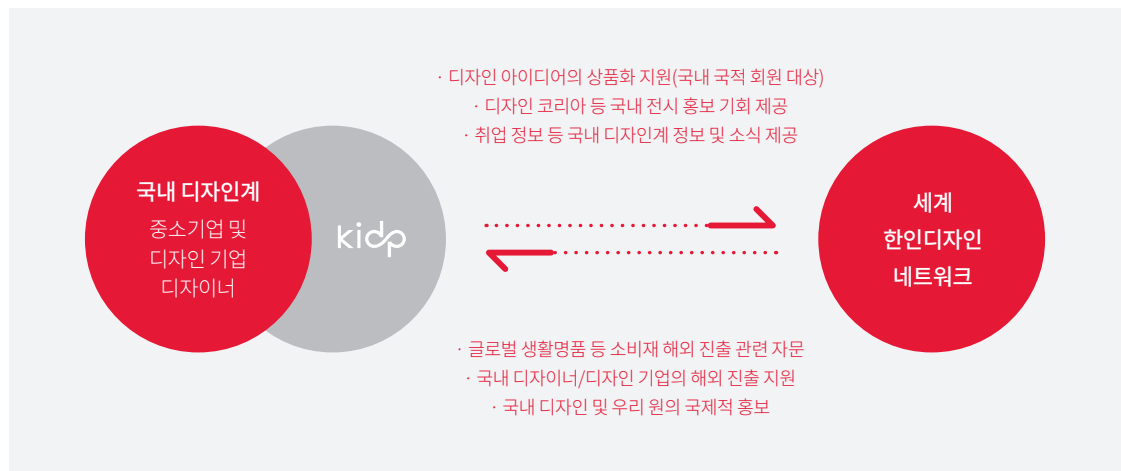 · 디자인 아이디어의 상품화 지원(국내 국적 회원 대상)
· 디자인 코리아 등 국내 전시 홍보 기회 제공
· 취업 정보 등 국내 디자인계 정보 및 소식 제공
국내 디자인계
중소기업 및
디자인 기업
디자이너
kidp
세계
한인디자인
네트워크
· 글로벌 생활명품 등 소비재 해외 진출 관련 자문
· 국내 디자이너/디자인 기업의 해외 진출 지원
· 국내 디자인 및 우리 원의 국제적 홍보